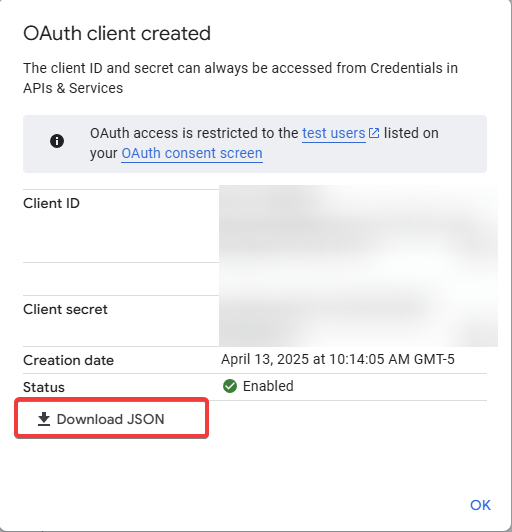 OAuth client created
The client ID and secret can always be accessed from Credentials in
APIs & Services
OAuth access is restricted to the test users listed on
your OAuth consent screen
Client ID
Client secret
Creation date April 13, 2025 at 10:14:05 AM GMT-5
Status Enabled
Download JSON
OK